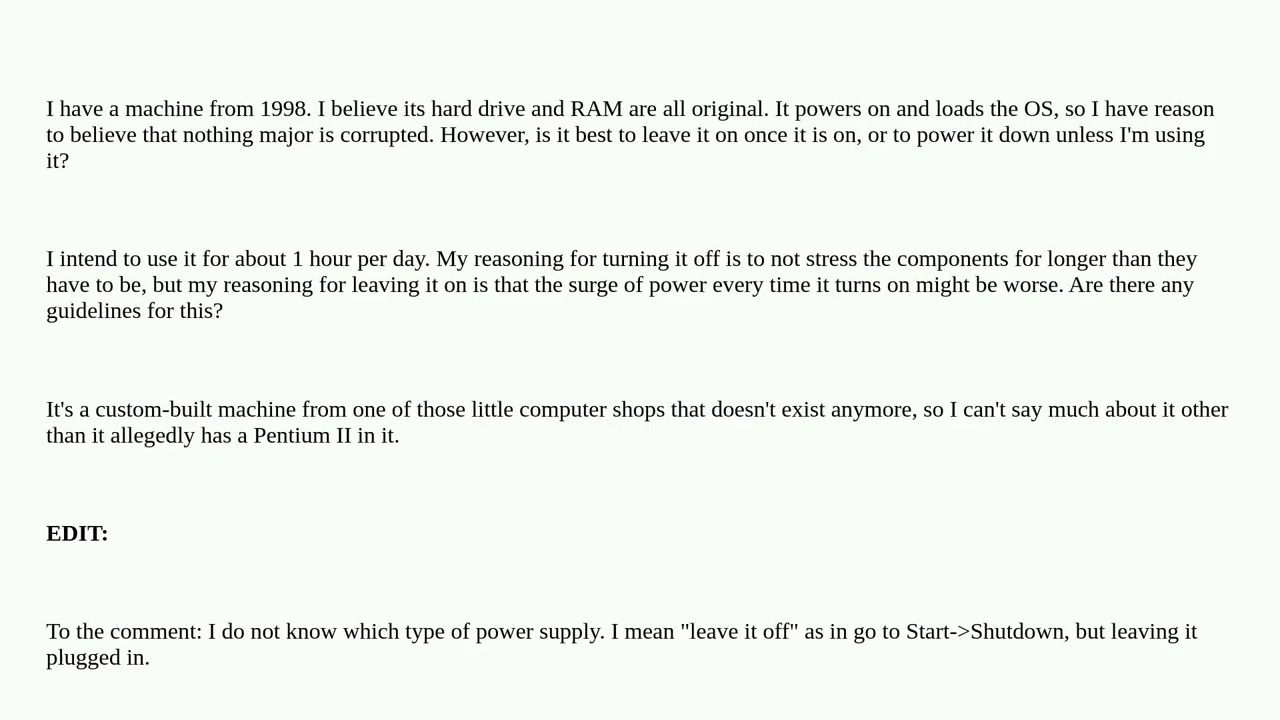 I have a machine from 1998. I believe its hard drive and RAM are all original. It powers on and loads the OS, so I have reason
to believe that nothing major is corrupted. However, is it best to leave it on once it is on, or to power it down unless I'm using
it?
I intend to use it for about 1 hour per day. My reasoning for turning it off is to not stress the components for longer than they
have to be, but my reasoning for leaving it on is that the surge of power every time it turns on might be worse. Are there any
guidelines for this?
It's a custom-built machine from one of those little computer shops that doesn't exist anymore, so I can't say much about it other
than it allegedly has a Pentium II in it.
EDIT:
To the comment: I do not know which type of power supply. I mean "leave it off" as in go to Start->Shutdown, but leaving it
plugged in.